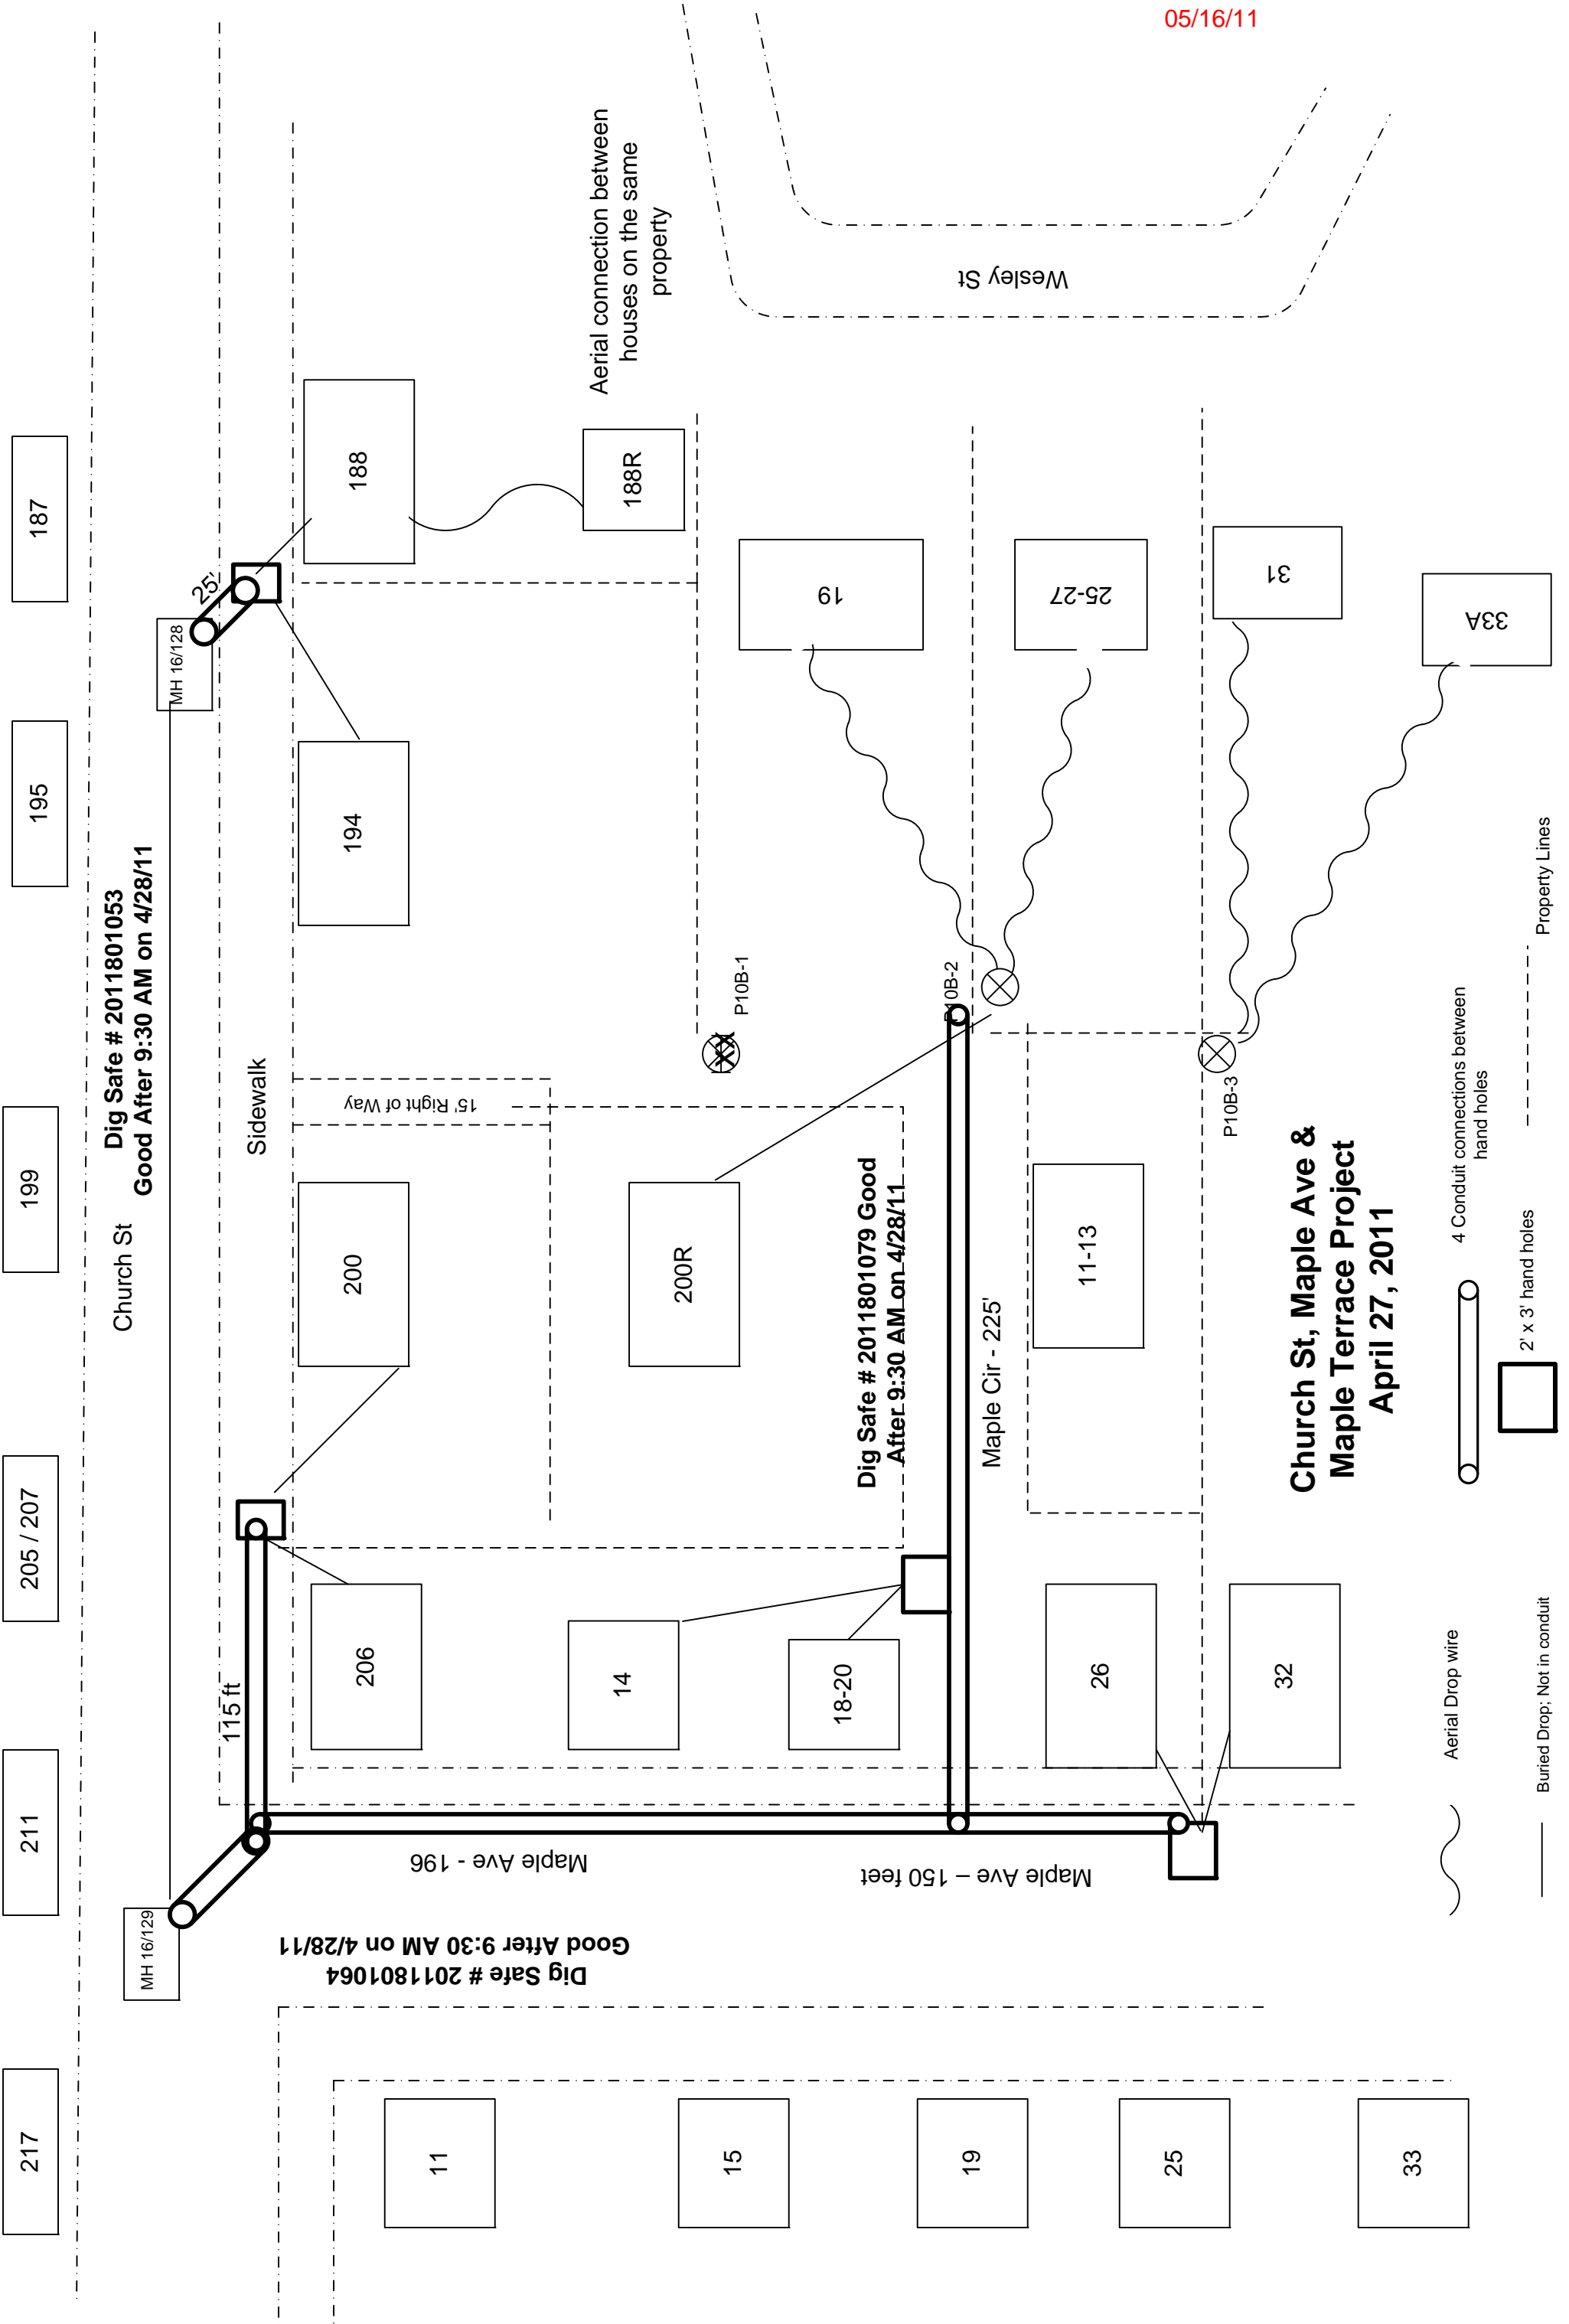 05/16/11
187
195
199
205 / 207
211
217
Church St
Dig Safe # 2011801053
Good After 9:30 AM on 4/28/11
MH 16/128
25'
MH 16/129
115 ft
Sidewalk
188
194
200
206
Aerial connection between
houses on the same
property
188R
15' Right of Way
200R
14
18-20
Wesley St
P10B-1
19
25-27
31
33A
P10B-2
P10B-3
Dig Safe # 2011801079 Good
After 9:30 AM on 4/28/11
Maple Cir - 225'
11-13
26
32
Maple Ave - 196
Maple Ave – 150 feet
Dig Safe # 2011801064
Good After 9:30 AM on 4/28/11
11
15
19
25
33
Church St, Maple Ave &
Maple Terrace Project
April 27, 2011
Aerial Drop wire
4 Conduit connections between
hand holes
Buried Drop; Not in conduit
2' x 3' hand holes
Property Lines